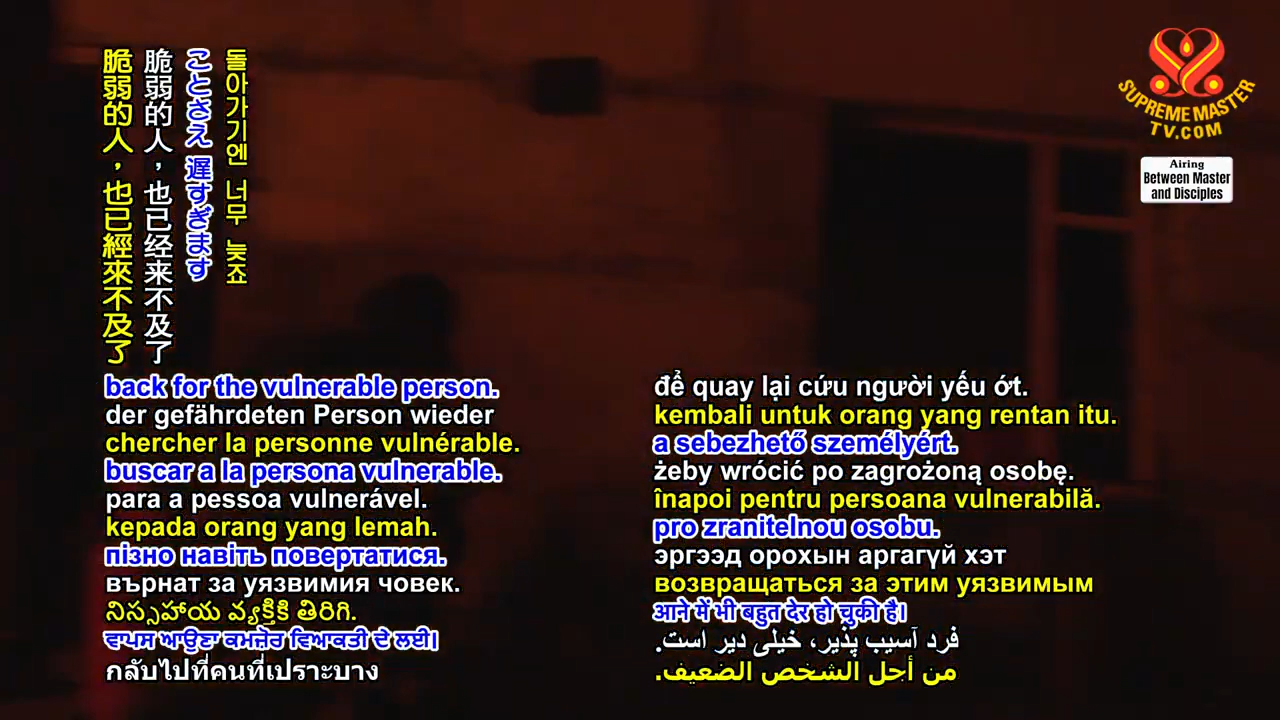 돌아가기엔 너무 늦죠
ことさえ 遅すぎます
脆弱的人，也已经来不及了
脆弱的人，也已經來不及了
SUPREME MASTER
TV.COM
Airing
Between Master
and Disciples
back for the vulnerable person.
der gefährdeten Person wieder
chercher la personne vulnérable.
buscar a la persona vulnerable.
para a pessoa vulnerável.
kepada orang yang lemah.
пізно навіть повертатися.
върнат за уязвимия човек.
నిస్సహాయ వ్యక్తికి తిరిగి.
ਵਾਪਸ ਆਉਣਾ ਕਮਜ਼ੋਰ ਵਿਆਕਤੀ ਦੇ ਲਈ।
กลับไปที่คนที่เปราะบาง
để quay lại cứu người yếu ớt.
kembali untuk orang yang rentan itu.
a sebezhető személyért.
żeby wrócić po zagrożoną osobę.
înapoi pentru persoana vulnerabilă.
pro zranitelnou osobu.
эргээд орохын аргагүй хэт
возвращаться за этим уязвимым
आने में भी बहुत देर हो चुकी है।
فرد آسیب پذیر، خیلی دیر است.
من أجل الشخص الضعيف.